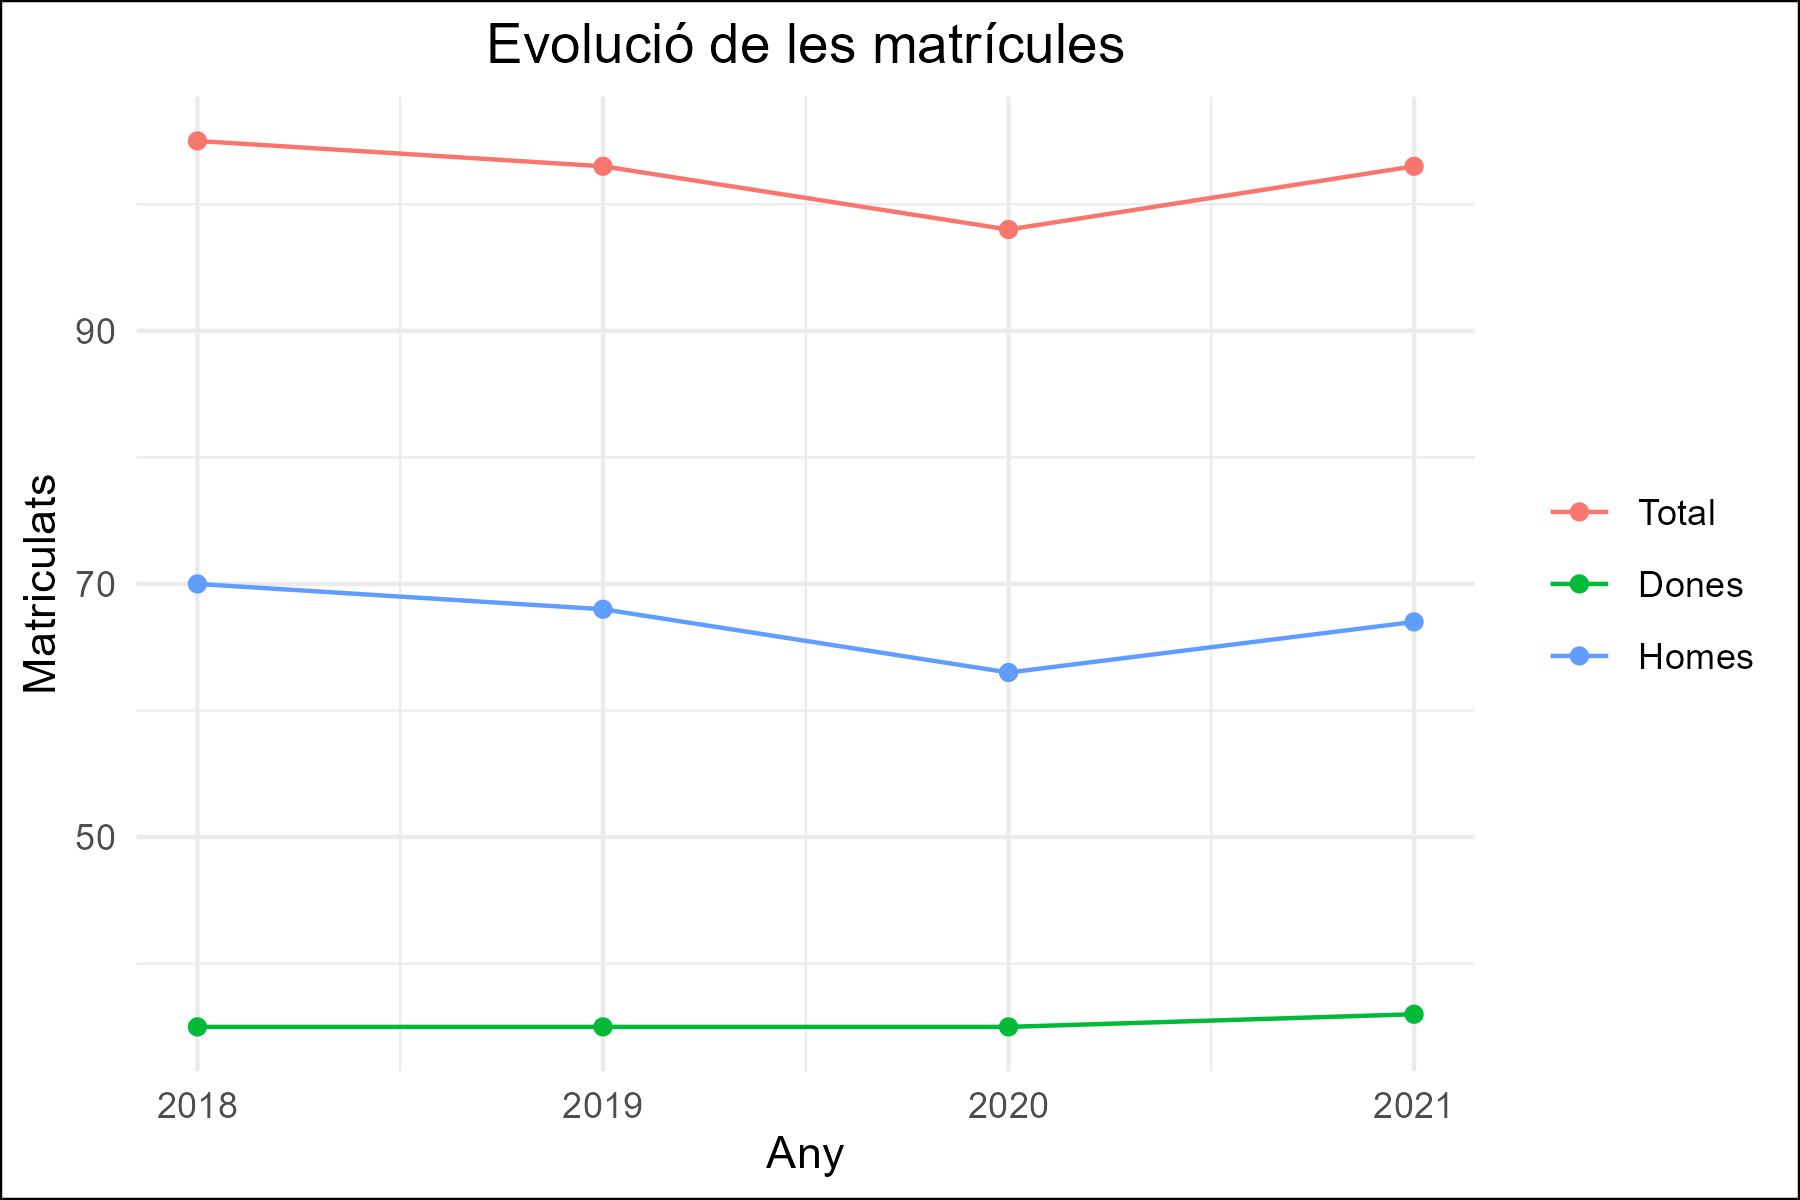 Evolució de les matrícules
Matriculats
90
70
50
2018 2019 2020 2021
Any
Total
Dones
Homes